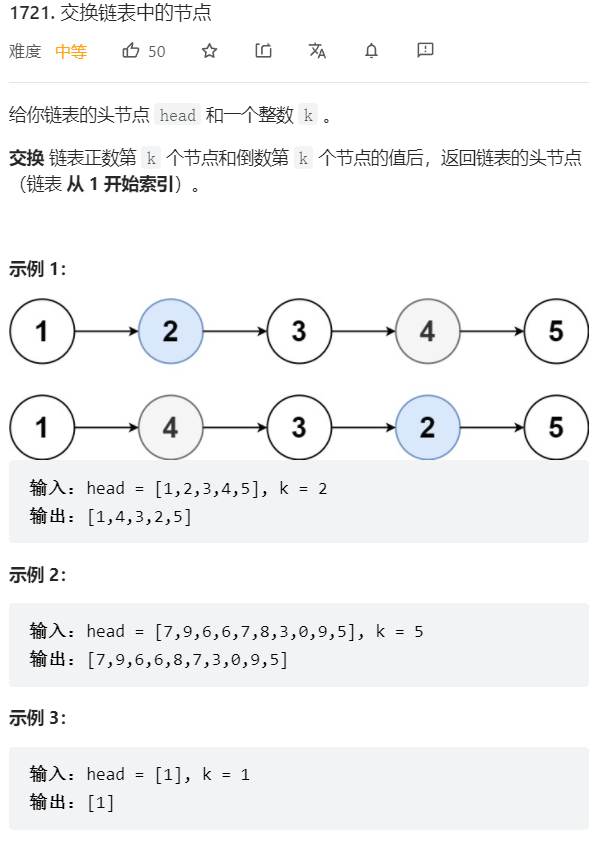 1721. 交换链表中的节点
难度 中等 50
给你链表的头节点 head 和一个整数 k 。
交换 链表正数第 k 个节点和倒数第 k 个节点的值后，返回链表的头节点
（链表 从 1 开始索引）。
示例 1：
1 2 3 4 5
1 4 3 2 5
输入：head = [1,2,3,4,5], k = 2
输出：[1,4,3,2,5]
示例 2：
输入：head = [7,9,6,6,7,8,3,0,9,5], k = 5
输出：[7,9,6,6,8,7,3,0,9,5]
示例 3：
输入：head = [1], k = 1
输出：[1]